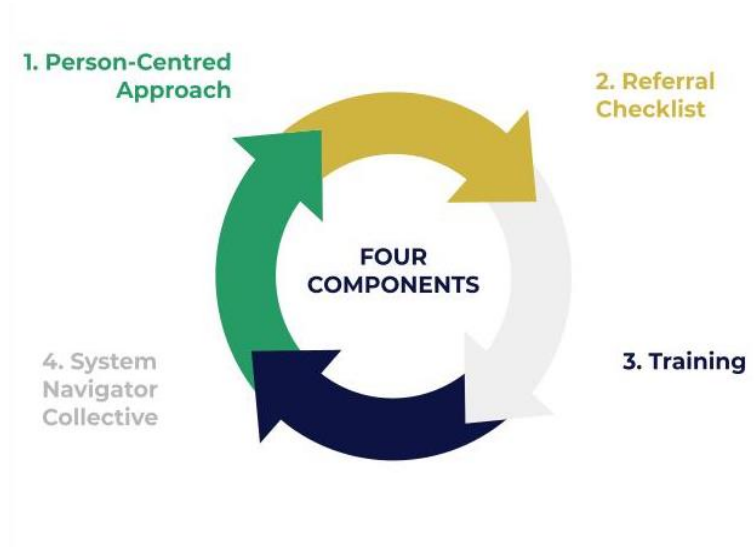 1. Person-Centred
Approach
2. Referral
Checklist
FOUR
COMPONENTS
3. Training
4. System
Navigator
Collective